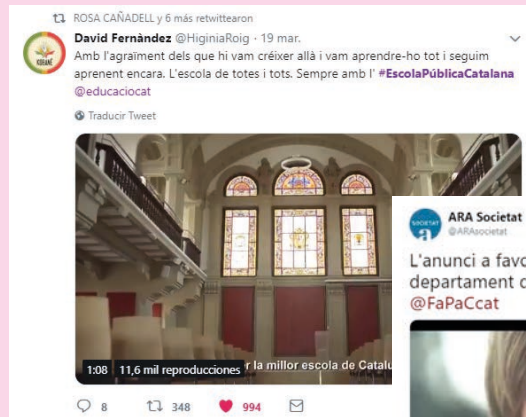 ROSA CAÑADELL y 6 más retwittearon
David Fernàndez @HiginiaRoig · 19 mar.
Amb l'agraïment dels que hi vam créixer allà i vam aprendre-ho tot i seguim
aprenent encara. L'escola de totes i tots. Sempre amb l' #EscolaPúblicaCatalana
@educaciocat
Traducir Tweet
1:08 11,6 mil reproducciones r la millor escola de Catalu
8 348 994
SOCIETAT
a
ARA Societat
@ARAsocietat
L'anunci a favo
departament d
@FaPaCcat